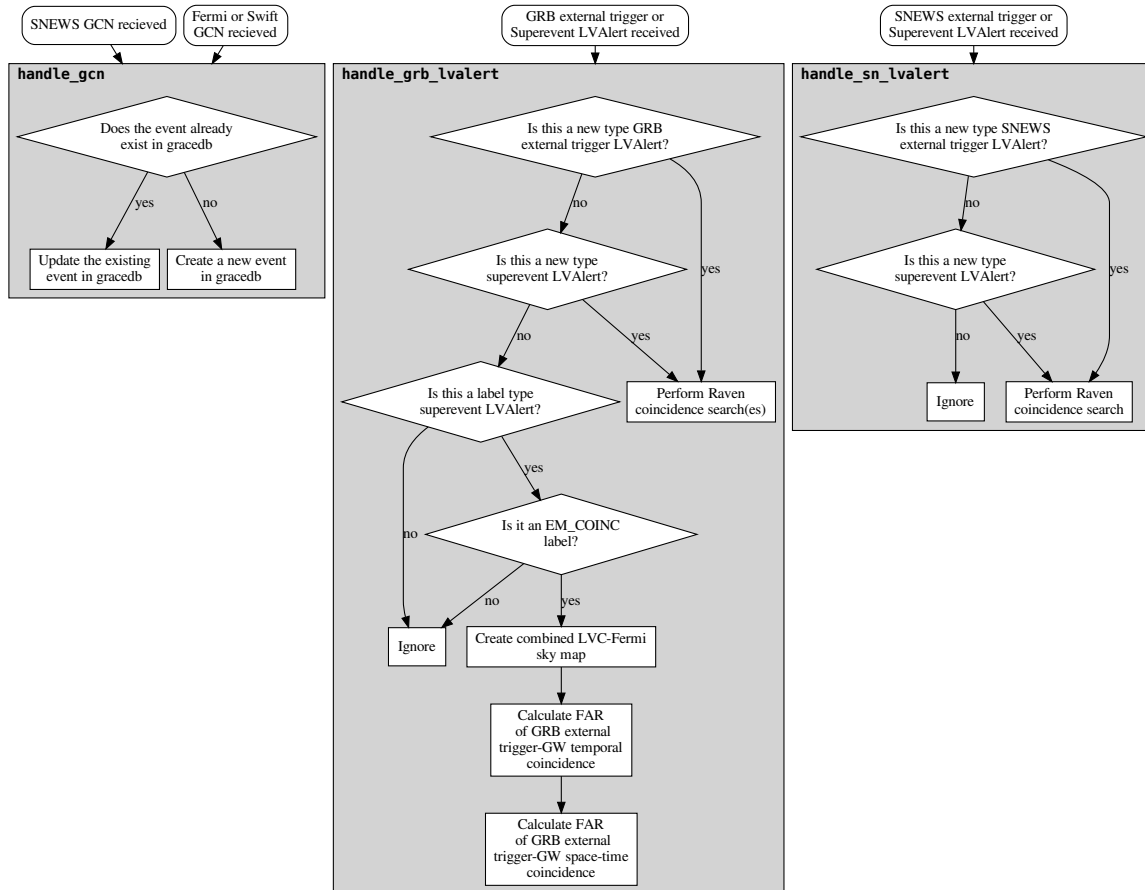 SNEWS GCN recieved
Fermi or Swift
GCN recieved
handle_gcn
Does the event already
exist in gracedb
yes
no
Update the existing
event in gracedb
Create a new event
in gracedb
GRB external trigger or
Superevent LVAlert received
handle_grb_lvalert
Is this a new type GRB
external trigger LVAlert?
no
yes
Is this a new type
superevent LVAlert?
no
yes
Is this a label type
superevent LVAlert?
Perform Raven
coincidence search(es)
no
yes
Is it an EM_COINC
label?
no
yes
Ignore
Create combined LVC-Fermi
sky map
Calculate FAR
of GRB external
trigger-GW temporal
coincidence
Calculate FAR
of GRB external
trigger-GW space-time
coincidence
SNEWS external trigger or
Superevent LVAlert received
handle_sn_lvalert
Is this a new type SNEWS
external trigger LVAlert?
no
yes
Is this a new type
superevent LVAlert?
no
yes
Ignore
Perform Raven
coincidence search